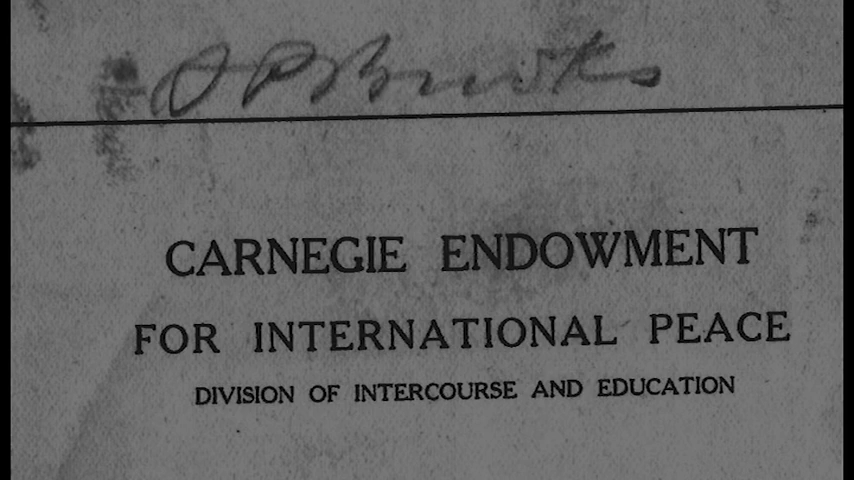 CARNEGIE ENDOWMENT
FOR INTERNATIONAL PEACE
DIVISION OF INTERCOURSE AND EDUCATION